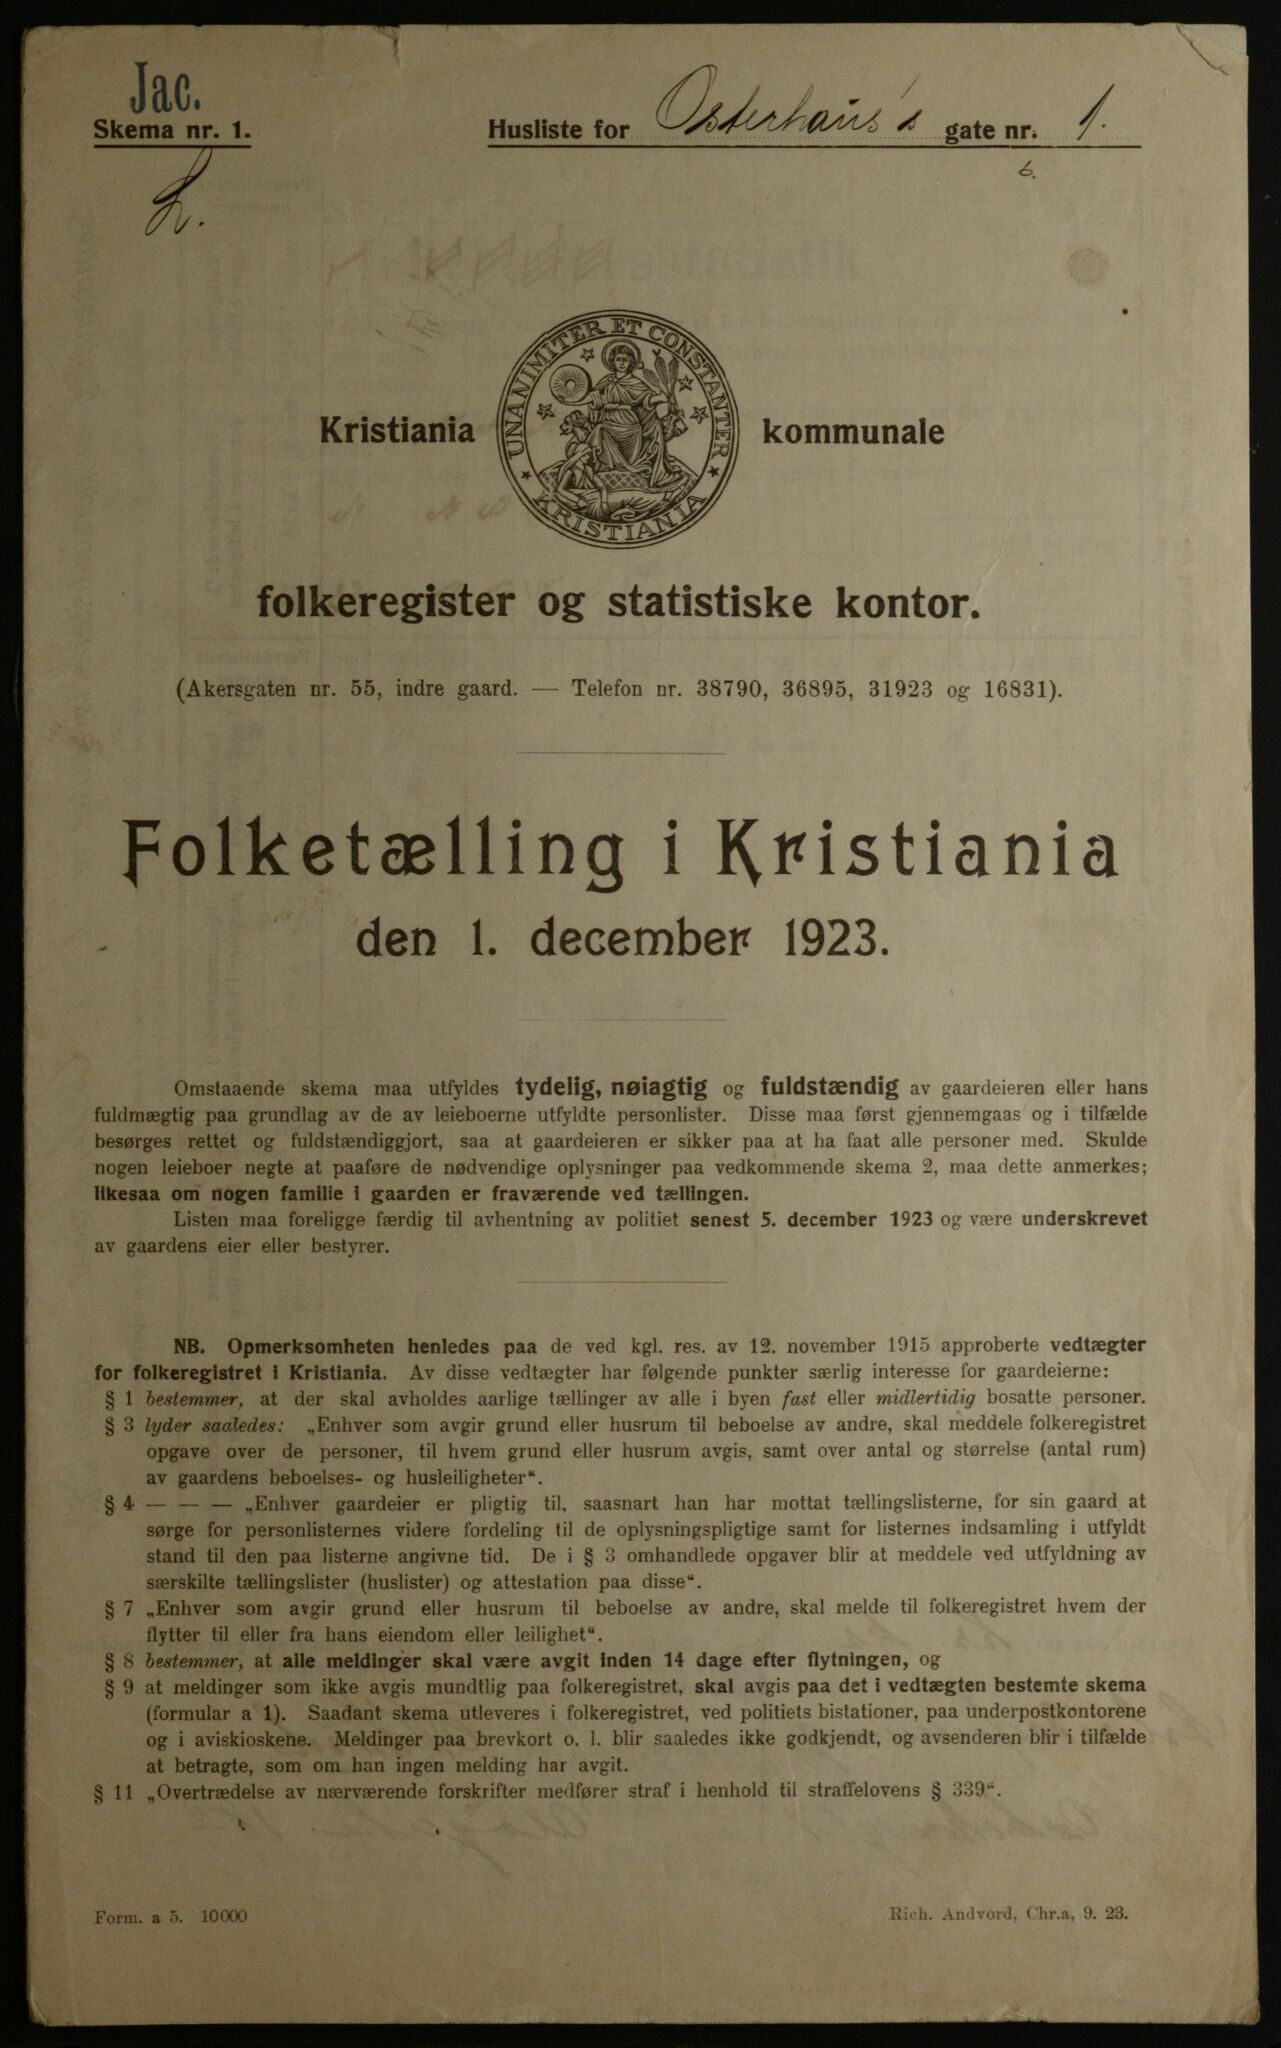 Jac.
Skema nr. 1.
Husliste for Osterhaus's gate nr. 1.
6.
L.
UNANIMITER ET CONSTANTER
KRISTIANIA
Kristiania kommunale
folkeregister og statistiske kontor.
(Akersgaten nr. 55, indre gaard. — Telefon nr. 38790, 36895, 31923 og 16831).
Folketælling i Kristiania
den 1. december 1923.
Omstaaende skema maa utfyldes tydelig, nøiagtig og fuldstændig av gaardeieren eller hans
fuldmægtig paa grundlag av de av leieboerne utfyldte personlister. Disse maa først gjennemgaas og i tilfælde
besørges rettet og fuldstændiggjort, saa at gaardeieren er sikker paa at ha faat alle personer med. Skulde
nogen leieboer negte at paaføre de nødvendige oplysninger paa vedkommende skema 2, maa dette anmerkes;
likesaa om nogen familie i gaarden er fraværende ved tællingen.
Listen maa foreligge færdig til avhentning av politiet senest 5. december 1923 og være underskrevet
av gaardens eier eller bestyrer.
NB. Opmerksomheten henledes paa de ved kgl. res. av 12. november 1915 approberte vedtægter
for folkeregistret i Kristiania. Av disse vedtægter har følgende punkter særlig interesse for gaardeierne:
§ 1 bestemmer, at der skal avholdes aarlige tællinger av alle i byen fast eller midlertidig bosatte personer.
§ 3 lyder saaledes: „Enhver som avgir grund eller husrum til beboelse av andre, skal meddele folkeregistret
opgave over de personer, til hvem grund eller husrum avgis, samt over antal og størrelse (antal rum)
av gaardens beboelses- og husleiligheter“.
§ 4 — — — „Enhver gaardeier er pligtig til, saasnart han har mottat tællingslisterne, for sin gaard at
sørge for personlisternes videre fordeling til de oplysningspligtige samt for listernes indsamling i utfyldt
stand til den paa listerne angivne tid. De i § 3 omhandlede opgaver blir at meddele ved utfyldning av
særskilte tællingslister (huslister) og attestation paa disse“.
§ 7 „Enhver som avgir grund eller husrum til beboelse av andre, skal melde til folkeregistret hvem der
flytter til eller fra hans eiendom eller leilighet“.
§ 8 bestemmer, at alle meldinger skal være avgit inden 14 dage efter flytningen, og
§ 9 at meldinger som ikke avgis mundtlig paa folkeregistret, skal avgis paa det i vedtægten bestemte skema
(formular a 1). Saadant skema utleveres i folkeregistret, ved politiets bistationer, paa underpostkontorene
og i aviskioskene. Meldinger paa brevkort o. l. blir saaledes ikke godkjendt, og avsenderen blir i tilfælde
at betragte, som om han ingen melding har avgit.
§ 11 „Overtrædelse av nærværende forskrifter medfører straf i henhold til straffelovens § 339“.
Form. a 5. 10000
Rich. Andvord, Chr.a, 9. 23.